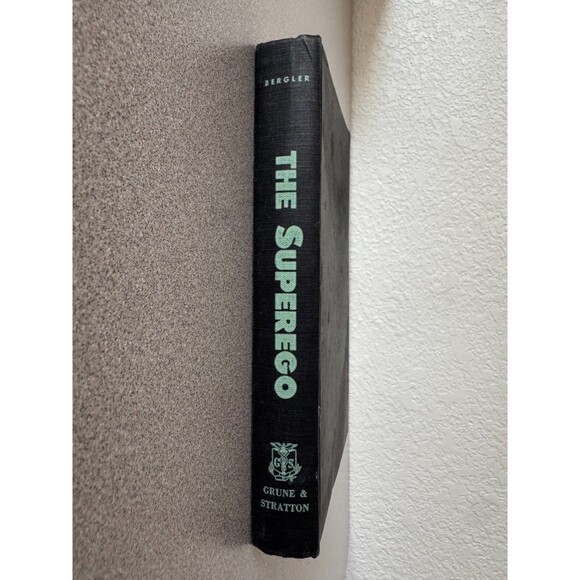 BERGLER
THE SUPEREGO
G S
GRUNE &
STRATTON